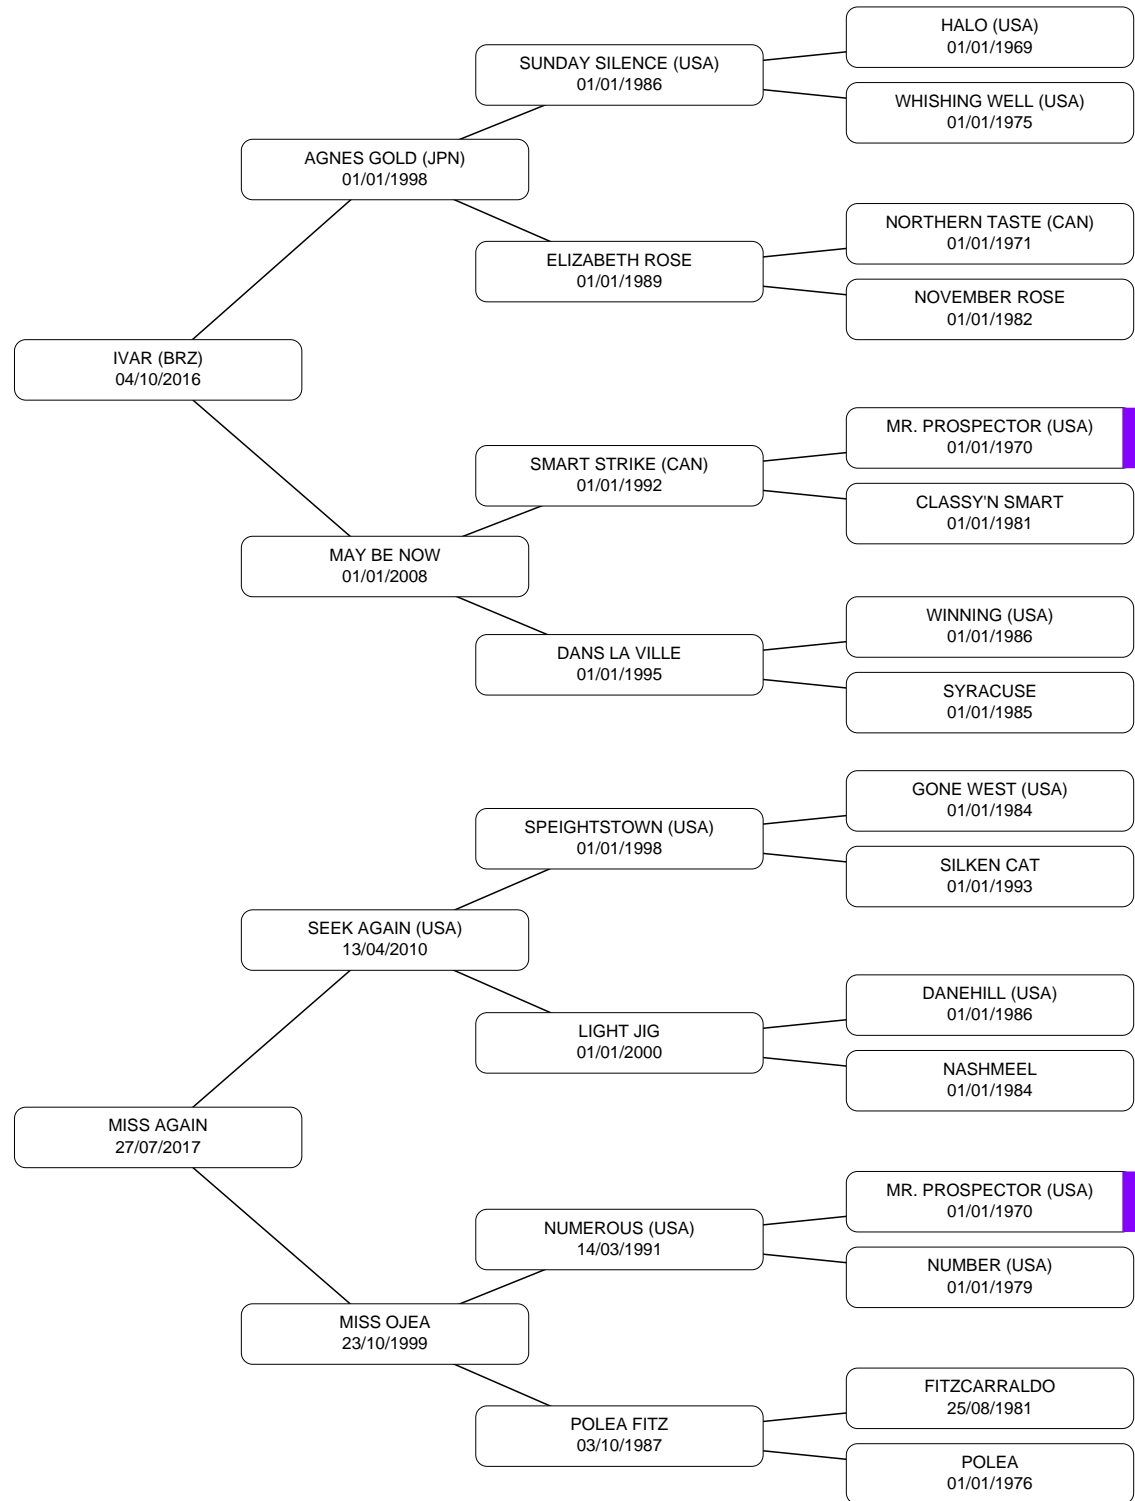 HALO (USA)
01/01/1969
SUNDAY SILENCE (USA)
01/01/1986
WHISHING WELL (USA)
01/01/1975
AGNES GOLD (JPN)
01/01/1998
NORTHERN TASTE (CAN)
01/01/1971
ELIZABETH ROSE
01/01/1989
NOVEMBER ROSE
01/01/1982
IVAR (BRZ)
04/10/2016
MR. PROSPECTOR (USA)
01/01/1970
SMART STRIKE (CAN)
01/01/1992
CLASSY'N SMART
01/01/1981
MAY BE NOW
01/01/2008
WINNING (USA)
01/01/1986
DANS LA VILLE
01/01/1995
SYRACUSE
01/01/1985
GONE WEST (USA)
01/01/1984
SPEIGHTSTOWN (USA)
01/01/1998
SILKEN CAT
01/01/1993
SEEK AGAIN (USA)
13/04/2010
DANEHILL (USA)
01/01/1986
LIGHT JIG
01/01/2000
NASHMEEL
01/01/1984
MISS AGAIN
27/07/2017
MR. PROSPECTOR (USA)
01/01/1970
NUMEROUS (USA)
14/03/1991
NUMBER (USA)
01/01/1979
MISS OJEA
23/10/1999
FITZCARRALDO
25/08/1981
POLEA FITZ
03/10/1987
POLEA
01/01/1976